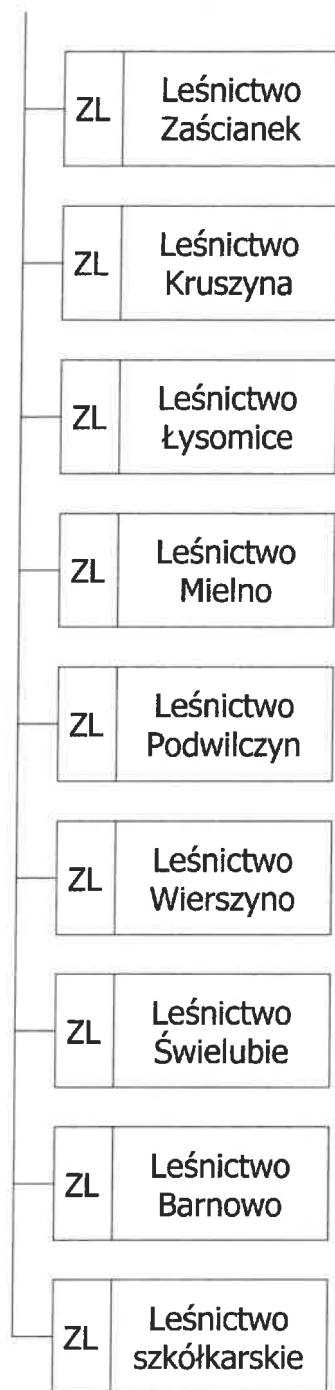 ZL
Leśnictwo
Zaścianek
ZL
Leśnictwo
Kruszyna
ZL
Leśnictwo
Łysomice
ZL
Leśnictwo
Mielno
ZL
Leśnictwo
Podwilczyn
ZL
Leśnictwo
Wierszyno
ZL
Leśnictwo
Świelubie
ZL
Leśnictwo
Barnowo
ZL
Leśnictwo
szkółkarskie